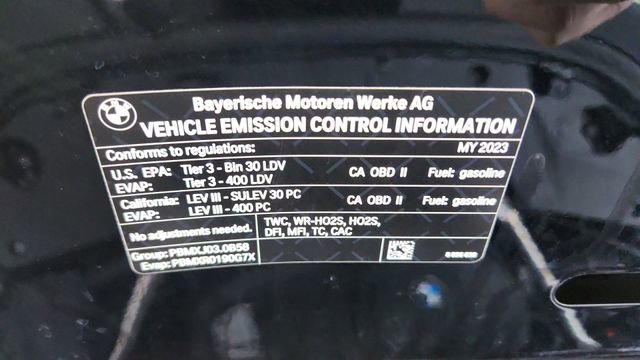 Bayerische Motoren Werke AG
VEHICLE EMISSION CONTROL INFORMATION
Conforms to regulations: MY 2023
U.S. EPA: Tier 3 - Bin 30 LDV CA OBD II Fuel: gasoline
EVAP: Tier 3 - 400 LDV
California: LEV III - SULEV 30 PC CA OBD II Fuel: gasoline
EVAP: LEV III - 400 PC
No adjustments needed. TWC, WR-HO2S, HO2S,
DFI, MFI, TC, CAC
Group: PBMXJ03.0B58
Evap: PBMXR0190G7X